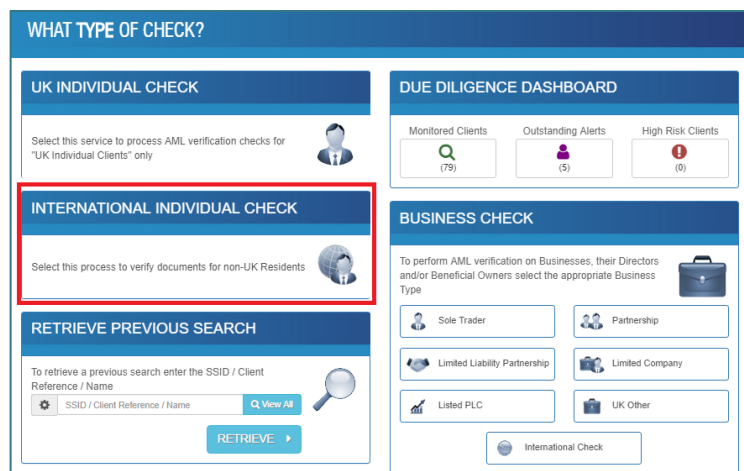 WHAT TYPE OF CHECK?
UK INDIVIDUAL CHECK
Select this service to process AML verification checks for
"UK Individual Clients" only
INTERNATIONAL INDIVIDUAL CHECK
Select this process to verify documents for non-UK Residents
RETRIEVE PREVIOUS SEARCH
To retrieve a previous search enter the SSID / Client
Reference / Name
SSID / Client Reference / Name
View All
RETRIEVE
DUE DILIGENCE DASHBOARD
Monitored Clients Outstanding Alerts High Risk Clients
(79) (5) (0)
BUSINESS CHECK
To perform AML verification on Businesses, their Directors
and/or Beneficial Owners select the appropriate Business
Type
Sole Trader Partnership
Limited Liability Partnership Limited Company
Listed PLC UK Other
International Check